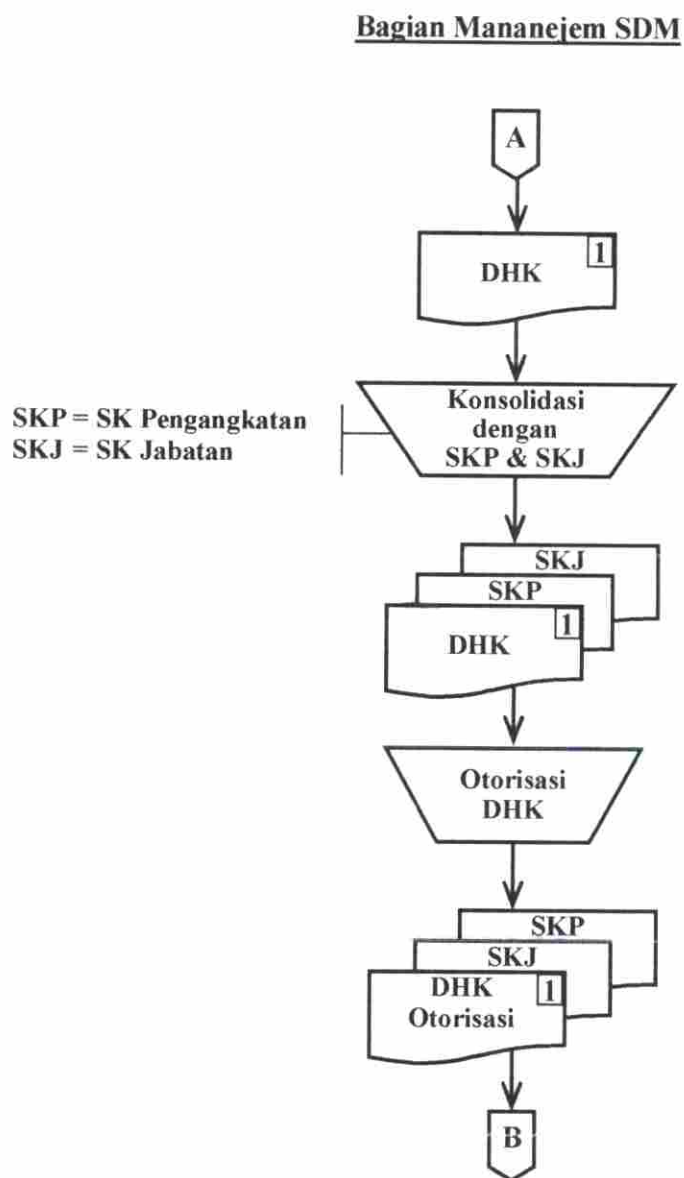 Bagian Mananejem SDM
A
1
DHK
SKP = SK Pengangkatan
SKJ = SK Jabatan
Konsolidasi
dengan
SKP & SKJ
SKJ
SKP
1
DHK
Otorisasi
DHK
SKP
SKJ
DHK
1
Otorisasi
B